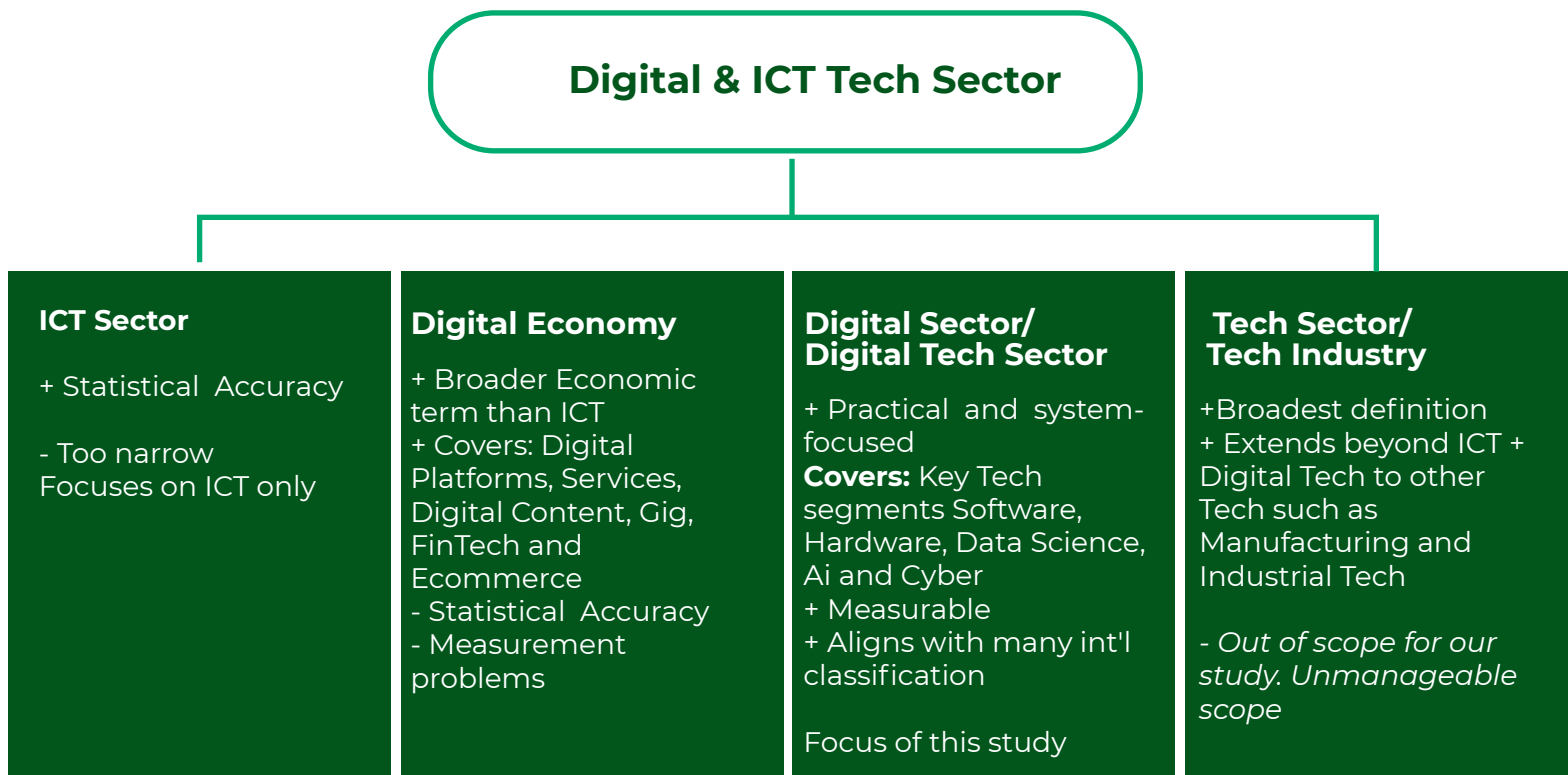 Digital & ICT Tech Sector
ICT Sector
+ Statistical Accuracy
- Too narrow
Focuses on ICT only
Digital Economy
+ Broader Economic
term than ICT
+ Covers: Digital
Platforms, Services,
Digital Content, Gig,
FinTech and
Ecommerce
- Statistical Accuracy
- Measurement
problems
Digital Sector/
Digital Tech Sector
+ Practical and system-
focused
Covers: Key Tech
segments Software,
Hardware, Data Science,
Ai and Cyber
+ Measurable
+ Aligns with many int'l
classification
Focus of this study
Tech Sector/
Tech Industry
+Broadest definition
+ Extends beyond ICT +
Digital Tech to other
Tech such as
Manufacturing and
Industrial Tech
- Out of scope for our
study. Unmanageable
scope